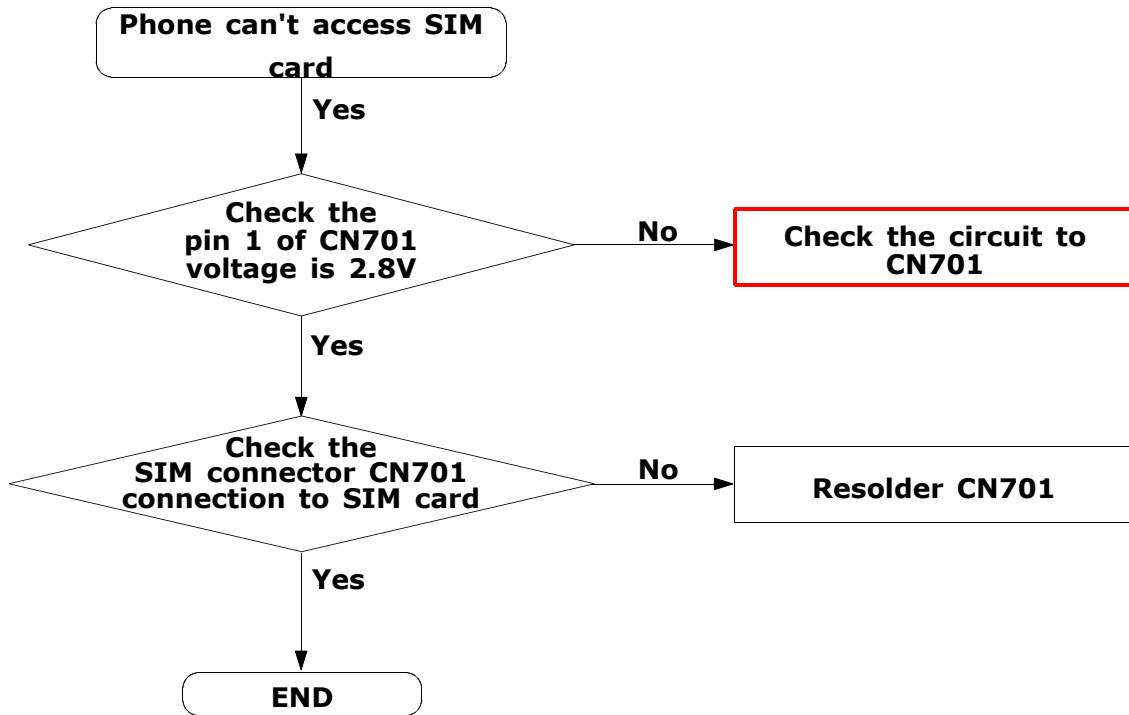 Phone can't access SIM
card
Yes
Check the
pin 1 of CN701
voltage is 2.8V
No
Check the circuit to
CN701
Yes
Check the
SIM connector CN701
connection to SIM card
No
Resolder CN701
Yes
END